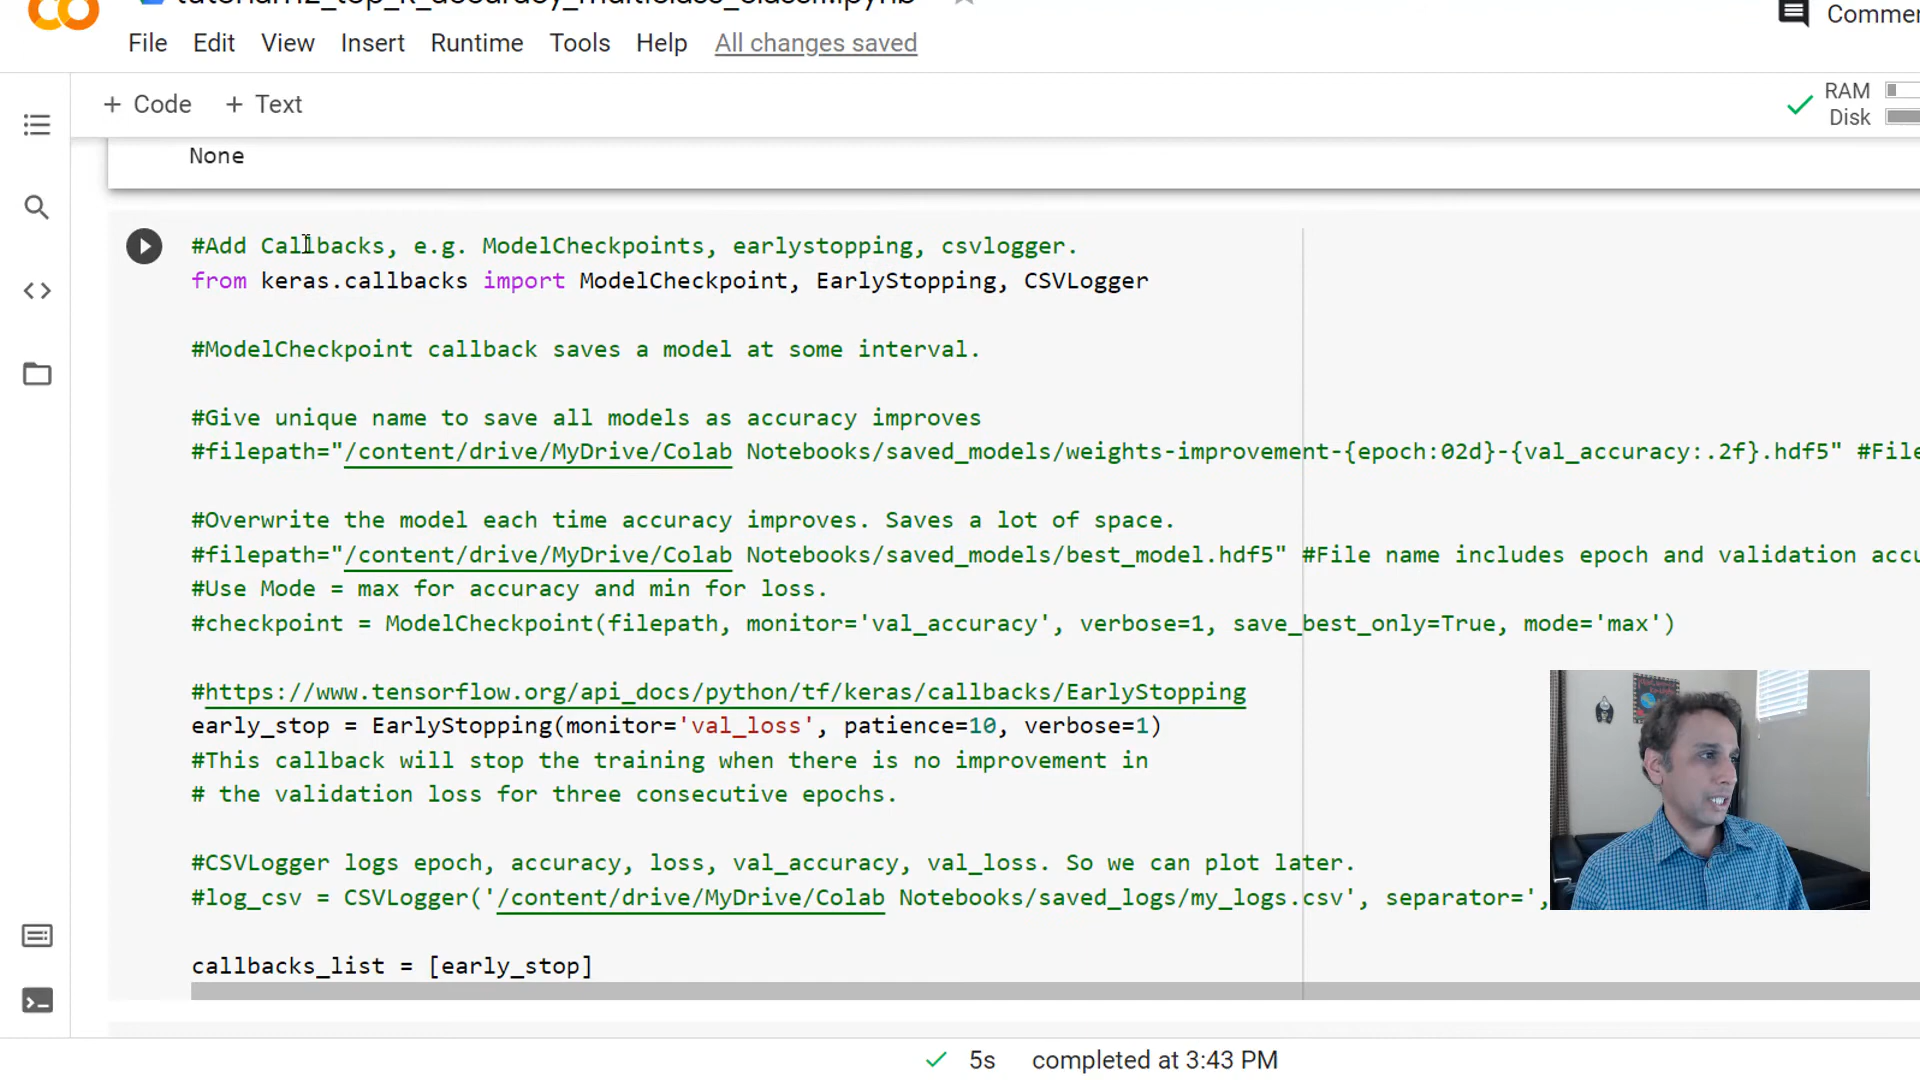 File Edit View Insert Runtime Tools Help All changes saved
Comme
+ Code + Text
RAM
Disk
None
#Add Callbacks, e.g. ModelCheckpoints, earlystopping, csvlogger.
from keras.callbacks import ModelCheckpoint, EarlyStopping, CSVLogger
#ModelCheckpoint callback saves a model at some interval.
#Give unique name to save all models as accuracy improves
#filepath="/content/drive/MyDrive/Colab Notebooks/saved_models/weights-improvement-{epoch:02d}-{val_accuracy:.2f}.hdf5" #File
#Overwrite the model each time accuracy improves. Saves a lot of space.
#filepath="/content/drive/MyDrive/Colab Notebooks/saved_models/best_model.hdf5" #File name includes epoch and validation accu
#Use Mode = max for accuracy and min for loss.
#checkpoint = ModelCheckpoint(filepath, monitor='val_accuracy', verbose=1, save_best_only=True, mode='max')
#https://www.tensorflow.org/api_docs/python/tf/keras/callbacks/EarlyStopping
early_stop = EarlyStopping(monitor='val_loss', patience=10, verbose=1)
#This callback will stop the training when there is no improvement in
# the validation loss for three consecutive epochs.
#CSVLogger logs epoch, accuracy, loss, val_accuracy, val_loss. So we can plot later.
#log_csv = CSVLogger('/content/drive/MyDrive/Colab Notebooks/saved_logs/my_logs.csv', separator=',
callbacks_list = [early_stop]
5s completed at 3:43 PM